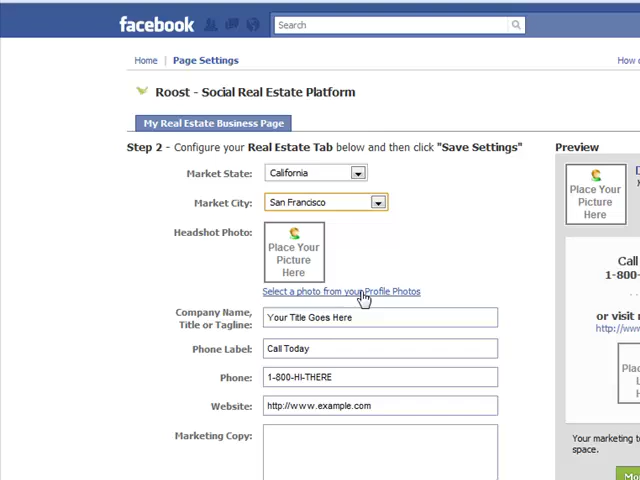 facebook
Search
Home
Page Settings
Roost - Social Real Estate Platform
My Real Estate Business Page
Step 2 - Configure your Real Estate Tab below and then click "Save Settings"
Preview
Market State:
California
Market City:
San Francisco
Headshot Photo:
Place Your
Picture
Here
Select a photo from your Profile Photos
Company Name,
Title or Tagline:
Your Title Goes Here
Phone Label:
Call Today
Phone:
1-800-HI-THERE
Website:
http://www.example.com
Marketing Copy:
Place Your
Picture
Here
Call
1-800-
or visit
http://www
Your marketing
space.